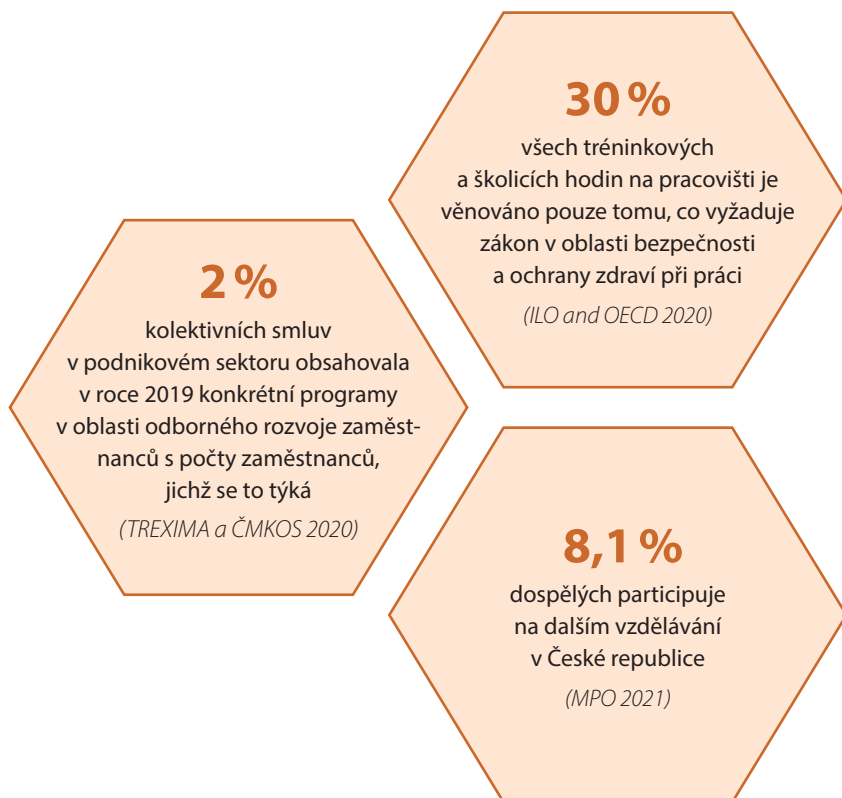 30 %
všech tréninkových
a školicích hodin na pracovišti je
věnováno pouze tomu, co vyžaduje
zákon v oblasti bezpečnosti
a ochrany zdraví při práci
(ILO and OECD 2020)
2 %
kolektivních smluv
v podnikovém sektoru obsahovala
v roce 2019 konkrétní programy
v oblasti odborného rozvoje zaměst-
nanců s počty zaměstnanců,
jichž se to týká
(TREXIMA a ČMKOS 2020)
8,1 %
dospělých participuje
na dalším vzdělávání
v České republice
(MPO 2021)